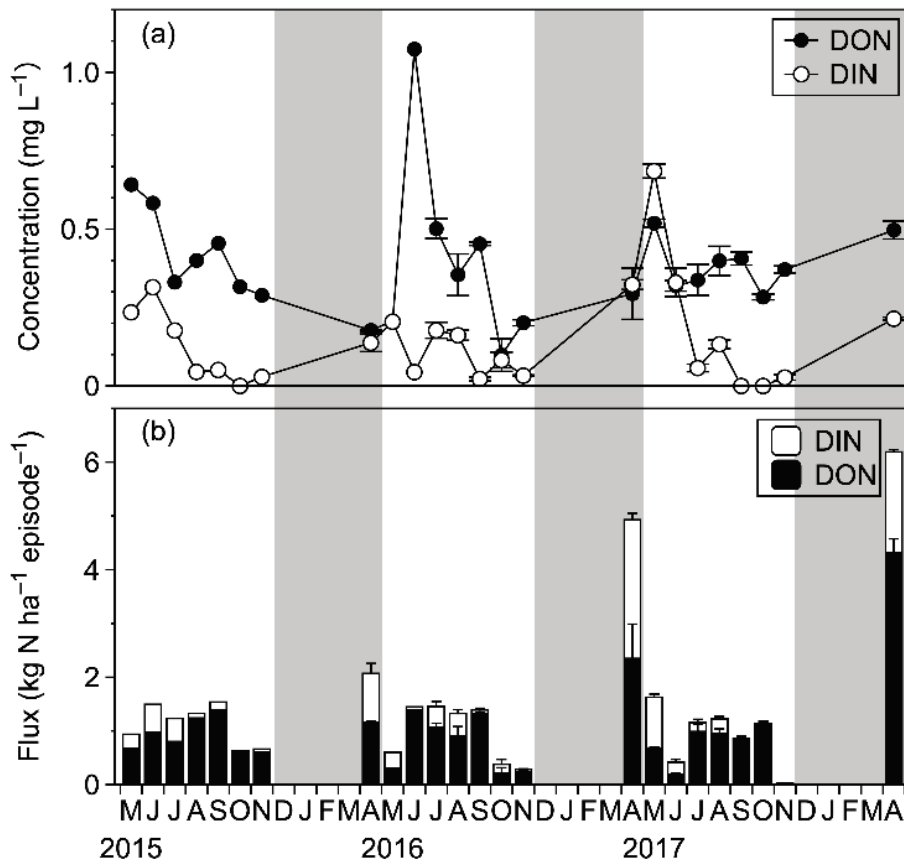 (a)
DON
DIN
Concentration (mg L⁻¹)
1.0
0.5
0
(b)
DIN
DON
Flux (kg N ha⁻¹ episode⁻¹)
6
4
2
0
M J J A S O N D J F M A M J J A S O N D J F M A M J J A S O N D J F M A
2015 2016 2017